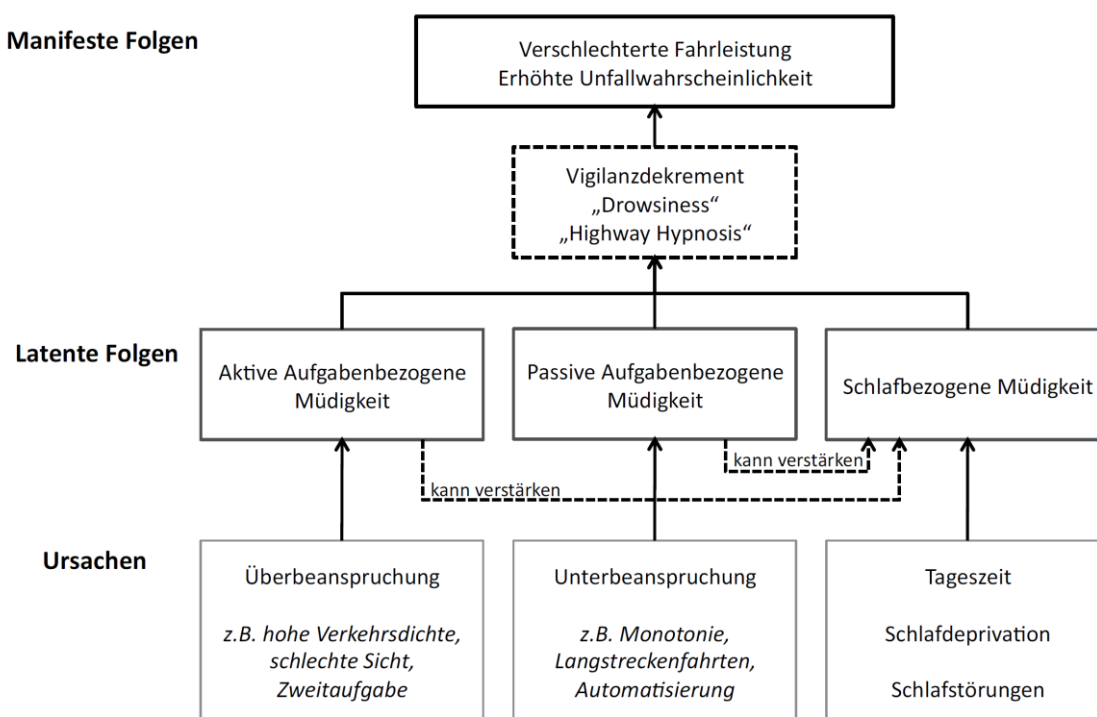 Manifeste Folgen
Verschlechterte Fahrleistung
Erhöhte Unfallwahrscheinlichkeit
Vigilanzdekrement
„Drowsiness“
„Highway Hypnosis“
Latente Folgen
Aktive Aufgabenbezogene
Müdigkeit
Passive Aufgabenbezogene
Müdigkeit
Schlafbezogene Müdigkeit
kann verstärken
kann verstärken
Ursachen
Überbeanspruchung
z.B. hohe Verkehrsdichte,
schlechte Sicht,
Zweitaufgabe
Unterbeanspruchung
z.B. Monotonie,
Langstreckenfahrten,
Automatisierung
Tageszeit
Schlafdeprivation
Schlafstörungen